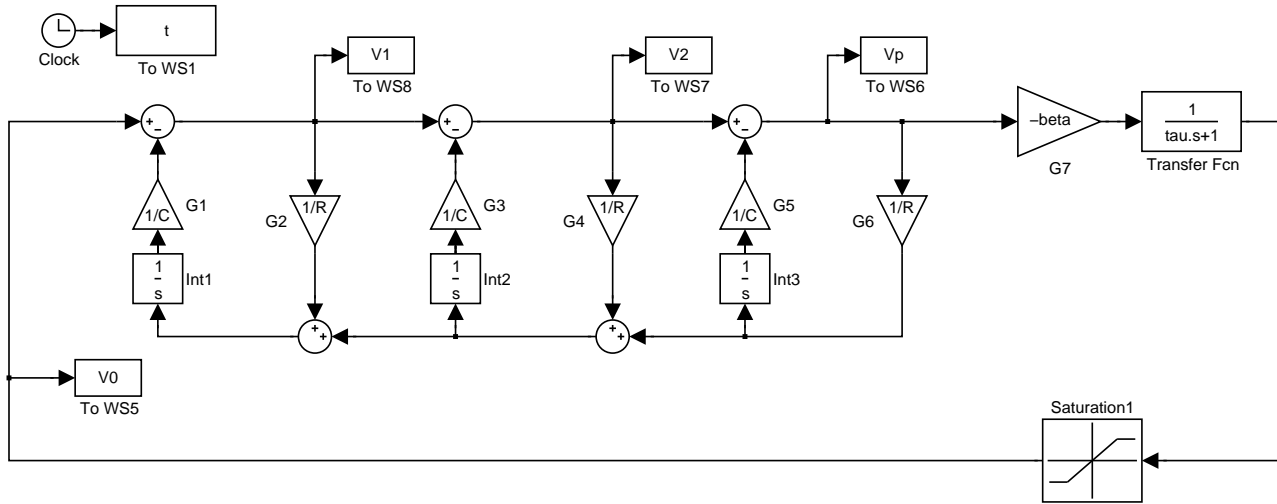 t
Clock
To WS1
V1
To WS8
V2
To WS7
Vp
To WS6
+
−
+
−
+
−
−beta
G7
1
tau.s+1
Transfer Fcn
1/C
G1
1/R
G2
1/C
G3
1/R
G4
1/C
G5
1/R
G6
1
s
Int1
1
s
Int2
1
s
Int3
+
+
+
+
V0
To WS5
Saturation1